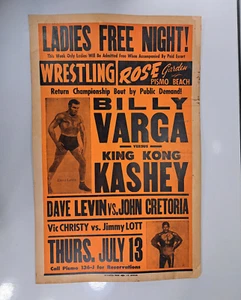 LADIES FREE NIGHT!
This Week Only Ladies Will Be Admitted Free When Accompanied By Paid Escort
WRESTLING ROSE Garden
PISMO BEACH
Return Championship Bout by Public Demand!
BILLY
VARGA
VERSUS
KING KONG
KASHEY
DAVE LEVIN vs. JOHN CRETORIA
Vic CHRISTY vs. Jimmy LOTT
THURS, JULY 13
Call Pismo 524-J for Reservations